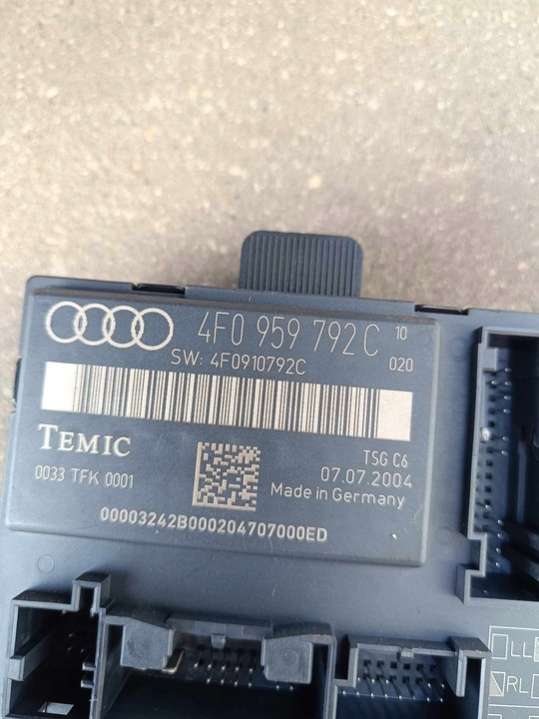 4F0 959 792 C 10
020
SW: 4F0910792C
TEMIC
TSG C6
0033 TFK 0001
07.07.2004
Made in Germany
00003242B000204707000ED
LL
RL